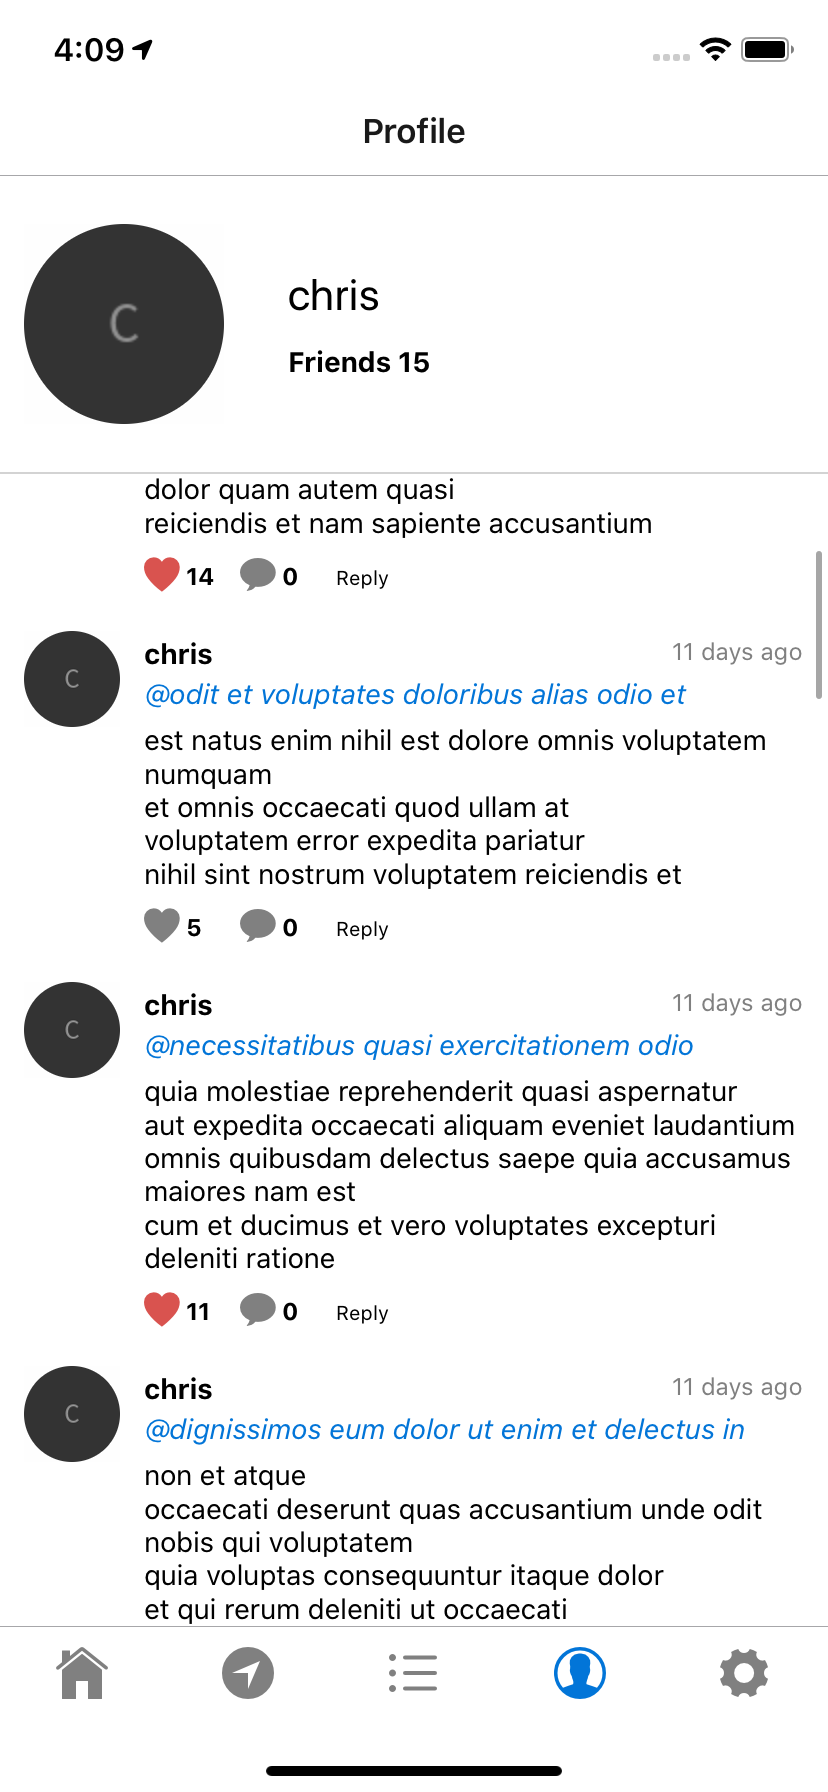 4:09
Profile
C
chris
Friends 15
dolor quam autem quasi
reiciendis et nam sapiente accusantium
14 0 Reply
C
chris 11 days ago
@odit et voluptates doloribus alias odio et
est natus enim nihil est dolore omnis voluptatem
numquam
et omnis occaecati quod ullam at
voluptatem error expedita pariatur
nihil sint nostrum voluptatem reiciendis et
5 0 Reply
C
chris 11 days ago
@necessitatibus quasi exercitationem odio
quia molestiae reprehenderit quasi aspernatur
aut expedita occaecati aliquam eveniet laudantium
omnis quibusdam delectus saepe quia accusamus
maiores nam est
cum et ducimus et vero voluptates excepturi
deleniti ratione
11 0 Reply
C
chris 11 days ago
@dignissimos eum dolor ut enim et delectus in
non et atque
occaecati deserunt quas accusantium unde odit
nobis qui voluptatem
quia voluptas consequuntur itaque dolor
et qui rerum deleniti ut occaecati